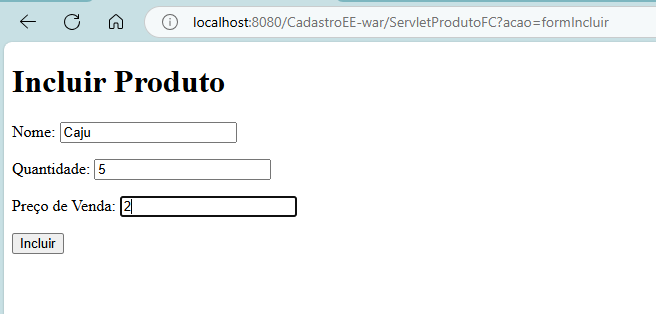 localhost:8080/CadastroEE-war/ServletProdutoFC?acao=formIncluir
Incluir Produto
Nome: Caju
Quantidade: 5
Preço de Venda: 2
Incluir